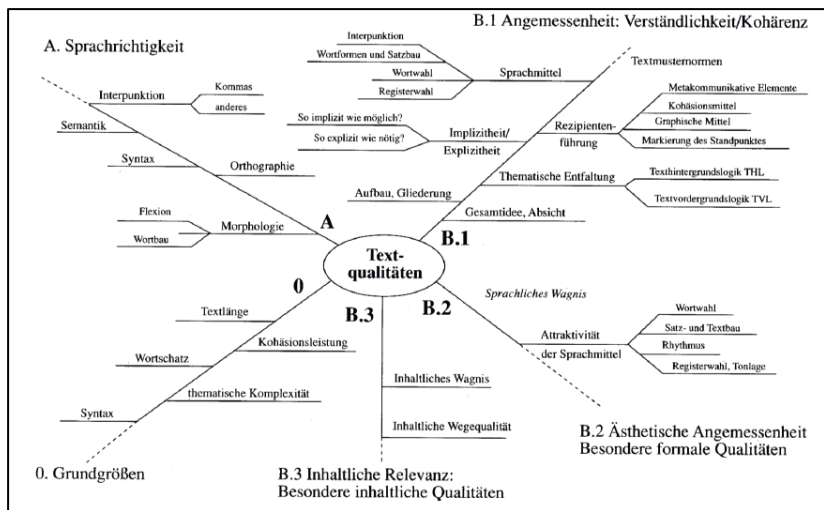 B.1 Angemessenheit: Verständlichkeit/Kohärenz
A. Sprachrichtigkeit
Interpunktion
Kommas
anderes
Semantik
Syntax
Orthographie
Flexion
Wortbau
Morphologie
A
Interpunktion
Wortformen und Satzbau
Wortwahl
Registerwahl
Sprachmittel
Textmusternormen
Metakommunikative Elemente
Kohäsionsmittel
Graphische Mittel
Markierung des Standpunktes
Rezipienten-
führung
So implizit wie möglich?
So explizit wie nötig?
Implizitheit/
Explizitheit
Thematische Entfaltung
Texthintergrundslogik THL
Textvordergrundslogik TVL
Aufbau, Gliederung
Gesamtidee, Absicht
B.1
Text-
qualitäten
0
Textlänge
Kohäsionsleistung
Wortschatz
thematische Komplexität
Syntax
0. Grundgrößen
B.3
Inhaltliches Wagnis
Inhaltliche Wegequalität
B.3 Inhaltliche Relevanz:
Besondere inhaltliche Qualitäten
B.2
Sprachliches Wagnis
Attraktivität
der Sprachmittel
Wortwahl
Satz- und Textbau
Rhythmus
Registerwahl, Tonlage
B.2 Ästhetische Angemessenheit
Besondere formale Qualitäten